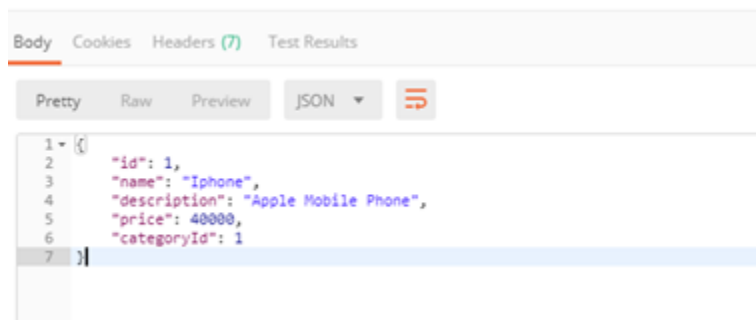 Body Cookies Headers (7) Test Results
Pretty Raw Preview JSON
1 {
2 "id": 1,
3 "name": "Iphone",
4 "description": "Apple Mobile Phone",
5 "price": 40000,
6 "categoryId": 1
7 }